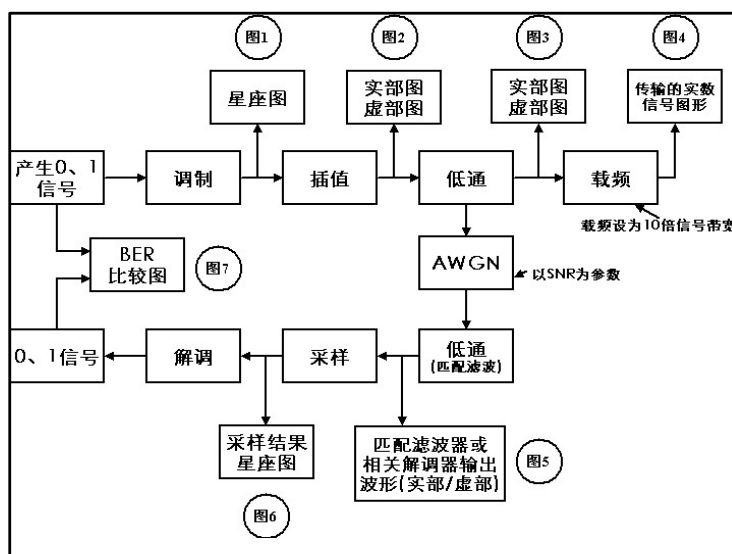 图1
图2
图3
图4
星座图
实部图
虚部图
实部图
虚部图
传输的实数
信号图形
产生0、1
信号
调制
插值
低通
载频
载频设为10倍信号带宽
BER
比较图
图7
AWGN
以SNR为参数
0、1信号
解调
采样
低通
(匹配滤波)
采样结果
星座图
匹配滤波器或
相关解调器输出
波形(实部/虚部)
图5
图6